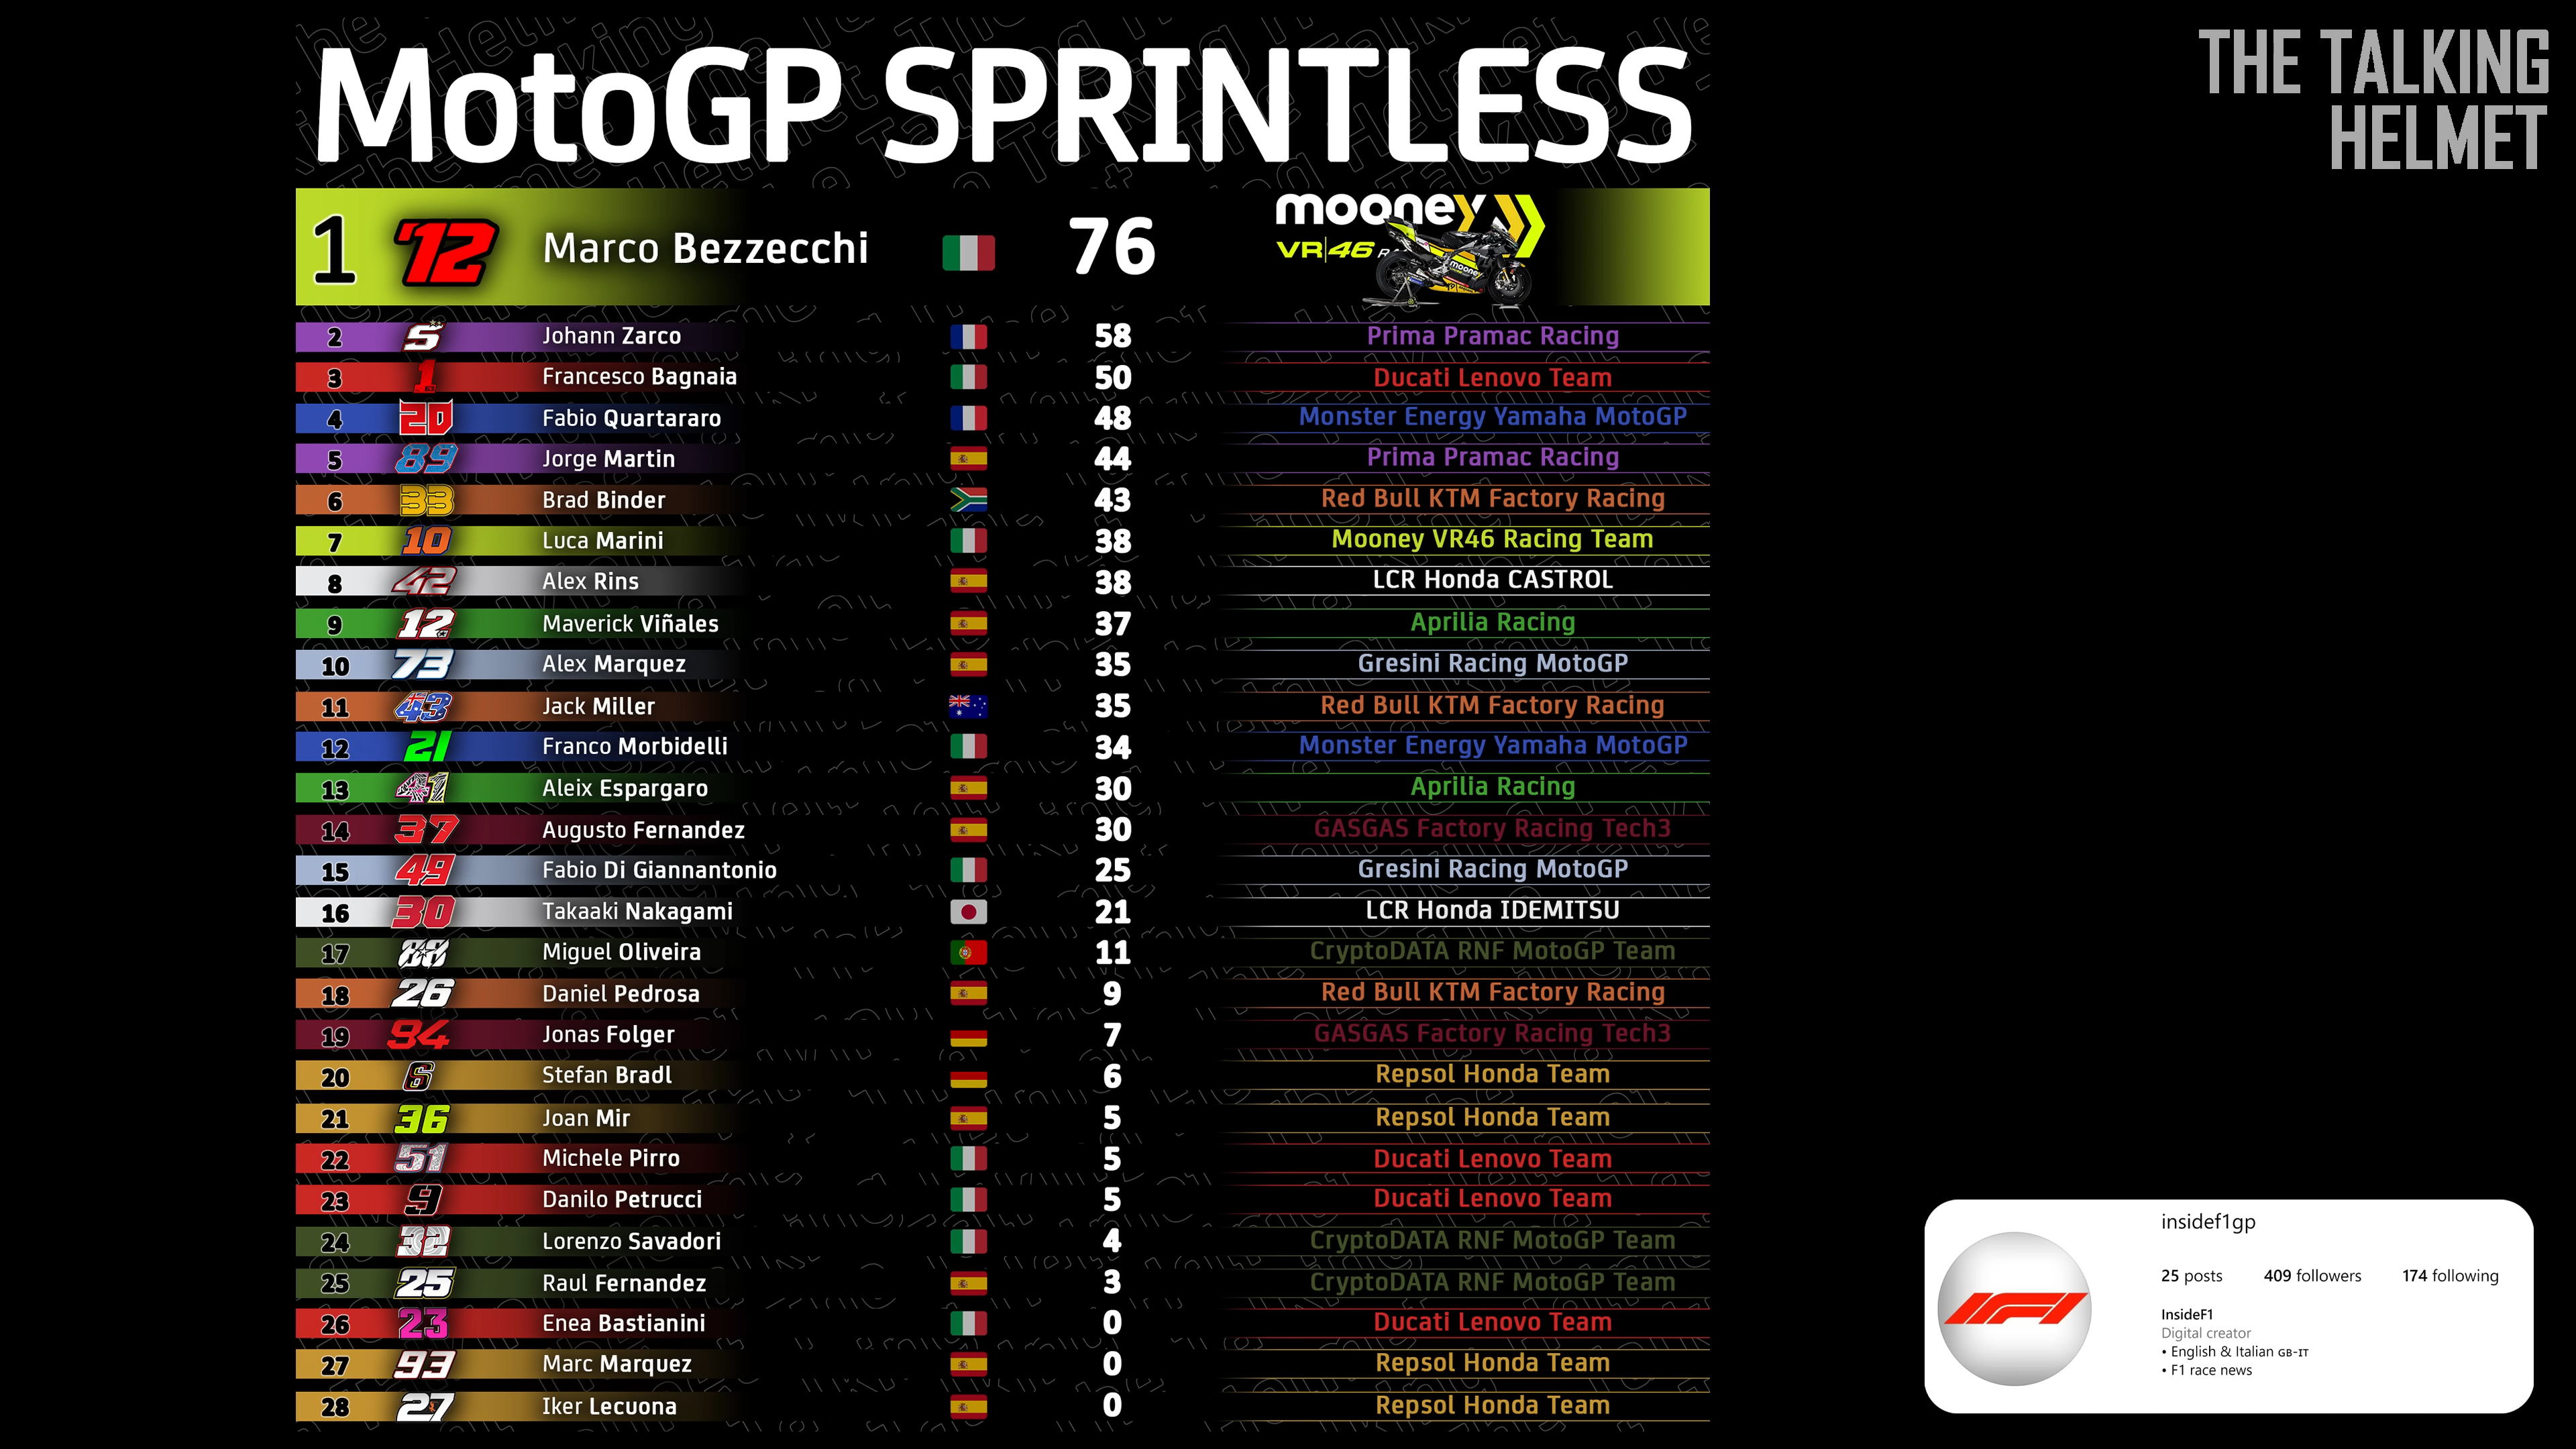 MotoGP SPRINTLESS
THE TALKING
HELMET
1 '12 Marco Bezzecchi 76 mooney
VR|46
mooney
2 5 Johann Zarco 58 Prima Pramac Racing
3 1 Francesco Bagnaia 50 Ducati Lenovo Team
4 20 Fabio Quartararo 48 Monster Energy Yamaha MotoGP
5 89 Jorge Martin 44 Prima Pramac Racing
6 33 Brad Binder 43 Red Bull KTM Factory Racing
7 10 Luca Marini 38 Mooney VR46 Racing Team
8 42 Alex Rins 38 LCR Honda CASTROL
9 12 Maverick Viñales 37 Aprilia Racing
10 73 Alex Marquez 35 Gresini Racing MotoGP
11 43 Jack Miller 35 Red Bull KTM Factory Racing
12 21 Franco Morbidelli 34 Monster Energy Yamaha MotoGP
13 41 Aleix Espargaro 30 Aprilia Racing
14 37 Augusto Fernandez 30 GASGAS Factory Racing Tech3
15 49 Fabio Di Giannantonio 25 Gresini Racing MotoGP
16 30 Takaaki Nakagami 21 LCR Honda IDEMITSU
17 88 Miguel Oliveira 11 CryptoDATA RNF MotoGP Team
18 26 Daniel Pedrosa 9 Red Bull KTM Factory Racing
19 94 Jonas Folger 7 GASGAS Factory Racing Tech3
20 6 Stefan Bradl 6 Repsol Honda Team
21 36 Joan Mir 5 Repsol Honda Team
22 51 Michele Pirro 5 Ducati Lenovo Team
23 9 Danilo Petrucci 5 Ducati Lenovo Team
24 32 Lorenzo Savadori 4 CryptoDATA RNF MotoGP Team
25 25 Raul Fernandez 3 CryptoDATA RNF MotoGP Team
26 23 Enea Bastianini 0 Ducati Lenovo Team
27 93 Marc Marquez 0 Repsol Honda Team
28 27 Iker Lecuona 0 Repsol Honda Team
insidef1gp
25 posts 409 followers 174 following
InsideF1
Digital creator
• English & Italian GB-IT
• F1 race news